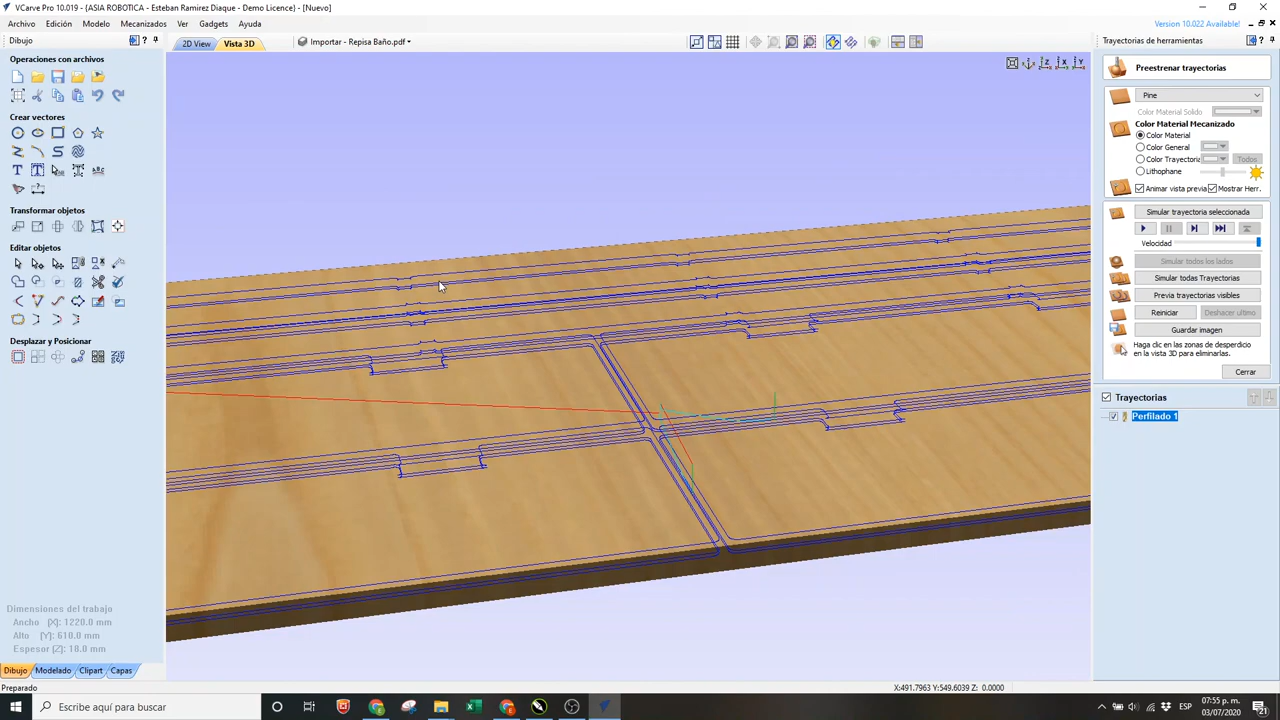 VCarve Pro 10.019 - {ASIA ROBOTICA - Esteban Ramirez Diaque - Demo Licence} - [Nuevo]
Archivo Edición Modelo Mecanizados Ver Gadgets Ayuda
Version 10.022 Available!
Dibujo
2D View
Vista 3D
Importar - Repisa Baño.pdf
Trayectorias de herramientas
Operaciones con archivos
Crear vectores
Transformar objetos
Editar objetos
Desplazar y Posicionar
Dimensiones del trabajo
Ancho (X): 1220.0 mm
Alto (Y): 610.0 mm
Espesor (Z): 18.0 mm
Dibujo Modelado Clipart Capas
Preparado
Preestrenar trayectorias
Pine
Color Material Solido
Color Material Mecanizado
Color Material
Color General
Color Trayectoria
Todos
Lithophane
Animar vista previa
Mostrar Herr.
Simular trayectoria seleccionada
Velocidad
Simular todos los lados
Simular todas Trayectorias
Previa trayectorias visibles
Reiniciar
Deshacer ultimo
Guardar imagen
Haga clic en las zonas de desperdicio
en la vista 3D para eliminarlas.
Cerrar
Trayectorias
Perfilado 1
X:491.7963 Y:549.6039 Z: 0.0000
Escribe aquí para buscar
ESP
07:55 p. m.
03/07/2020
21